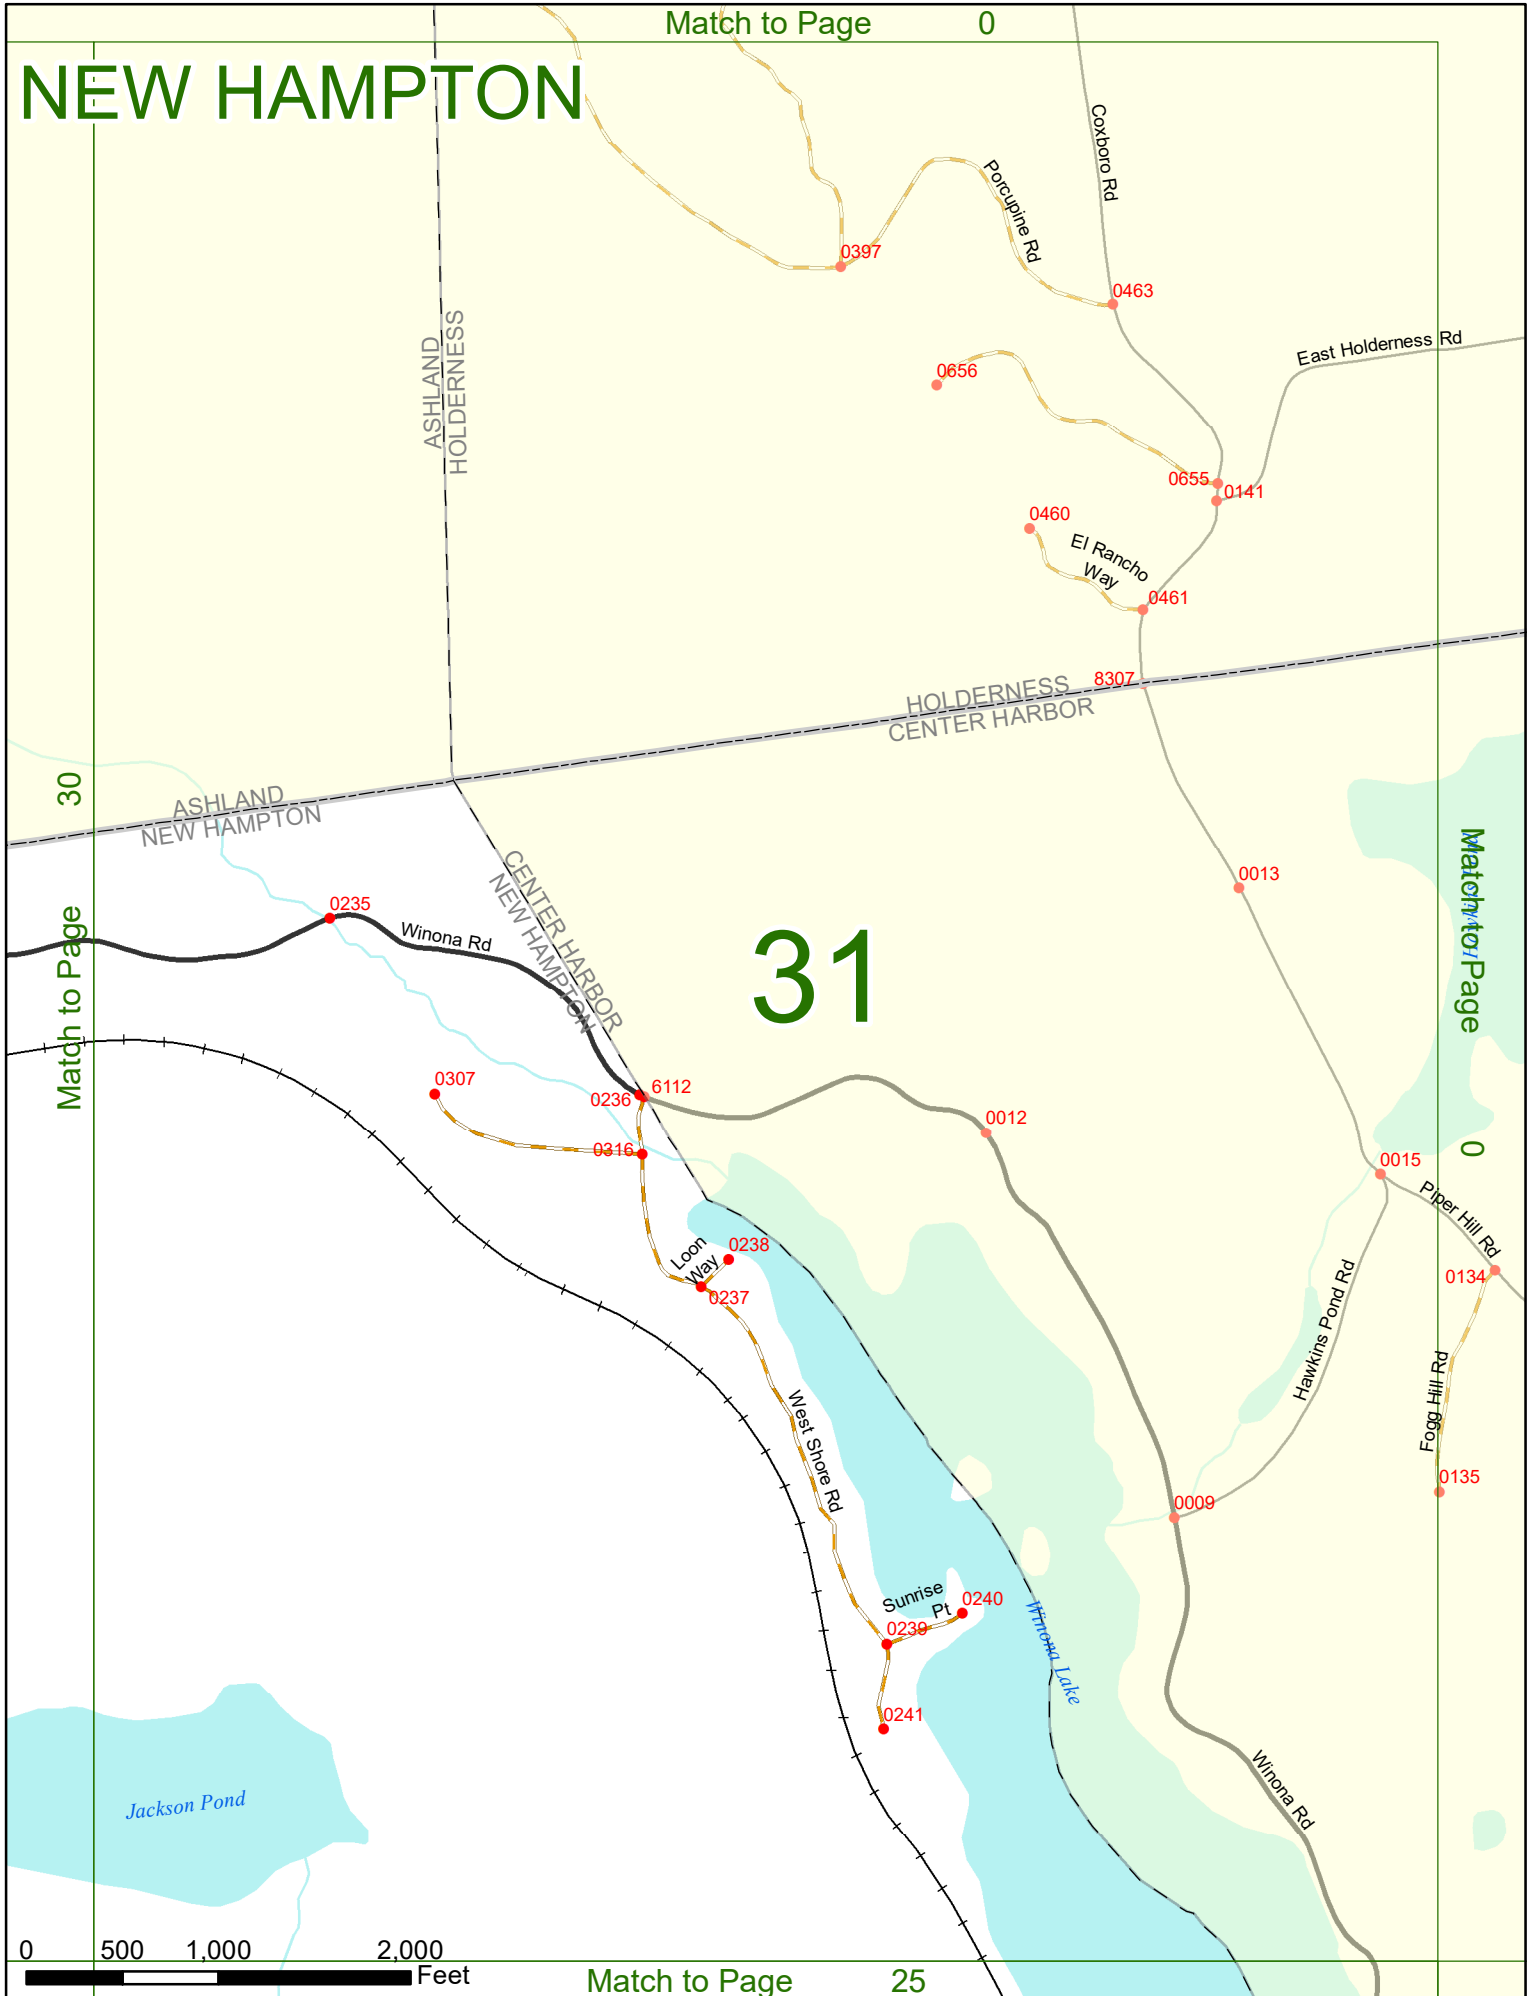 Match to Page 0
NEW HAMPTON
Coxboro Rd
Porcupine Rd
0397
0463
ASHLAND
HOLDERNESS
East Holderness Rd
0656
0655
0141
0460
El Rancho
Way
0461
8307
HOLDERNESS
CENTER HARBOR
30
ASHLAND
NEW HAMPTON
Match to Page
0
CENTER HARBOR
NEW HAMPTON
0013
0235
Winona Rd
31
Match to Page
0307
0236
6112
0012
0316
0015
Piper Hill Rd
Loon
Way
0238
0237
0134
Hawkins Pond Rd
Fogg Hill Rd
West Shore Rd
0135
0009
Sunrise
Pt
0240
0239
Winona Lake
0241
Winona Rd
Jackson Pond
0 500 1,000 2,000
Feet
Match to Page 25